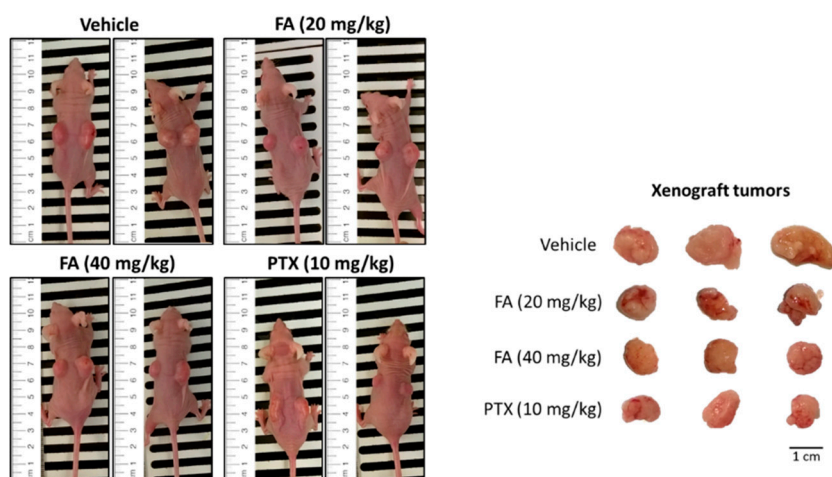 Vehicle
FA (20 mg/kg)
FA (40 mg/kg)
PTX (10 mg/kg)
Xenograft tumors
Vehicle
FA (20 mg/kg)
FA (40 mg/kg)
PTX (10 mg/kg)
1 cm